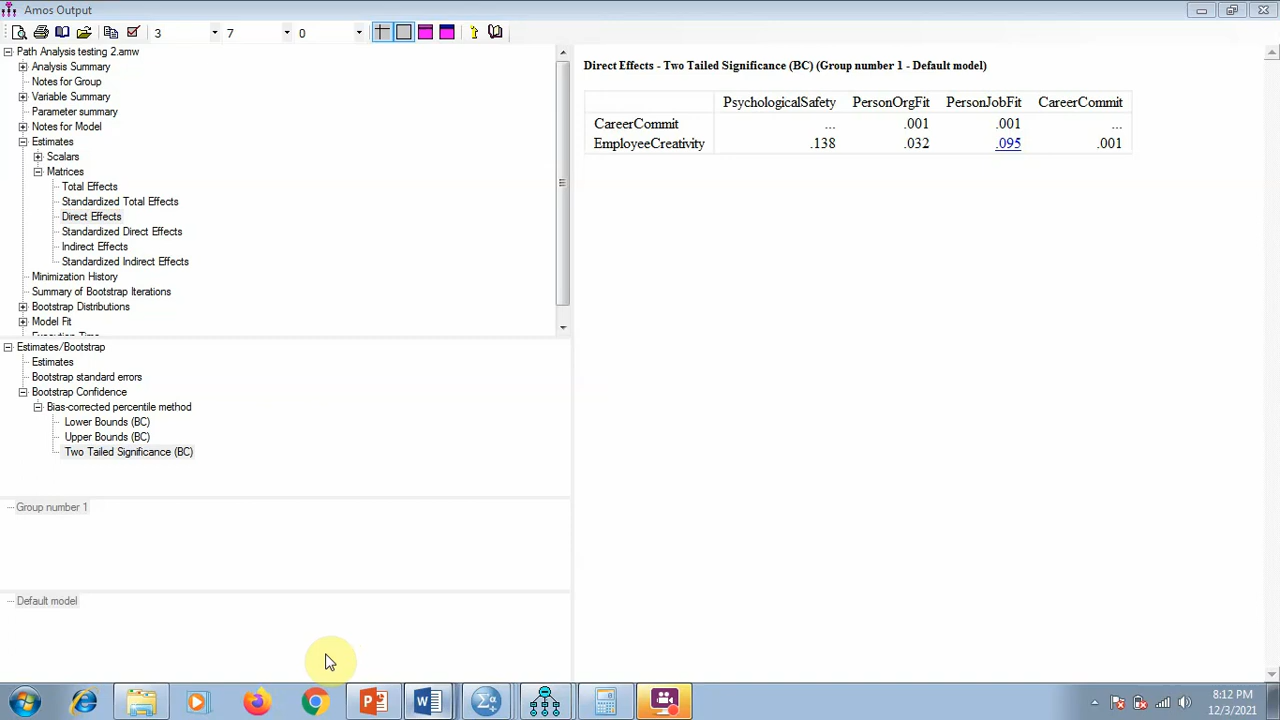 Amos Output
3 7 0
Path Analysis testing 2.amw
Analysis Summary
Notes for Group
Variable Summary
Parameter summary
Notes for Model
Estimates
Scalars
Matrices
Total Effects
Standardized Total Effects
Direct Effects
Standardized Direct Effects
Indirect Effects
Standardized Indirect Effects
Minimization History
Summary of Bootstrap Iterations
Bootstrap Distributions
Model Fit
Execution Time
Estimates/Bootstrap
Estimates
Bootstrap standard errors
Bootstrap Confidence
Bias-corrected percentile method
Lower Bounds (BC)
Upper Bounds (BC)
Two Tailed Significance (BC)
Group number 1
Default model
Direct Effects - Two Tailed Significance (BC) (Group number 1 - Default model)
PsychologicalSafety PersonOrgFit PersonJobFit CareerCommit
CareerCommit ... .001 .001 ...
EmployeeCreativity .138 .032 .095 .001
8:12 PM
12/3/2021